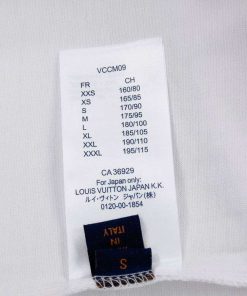 VCCM09
FR CH
XXS 160/80
XS 165/85
S 170/90
M 175/95
L 180/100
XL 185/105
XXL 190/110
XXXL 195/115
CA 36929
For Japan only:
LOUIS VUITTON JAPAN K.K.
ルイ・ヴィトン ジャパン(株)
0120-00-1854
IN
ITALY
S